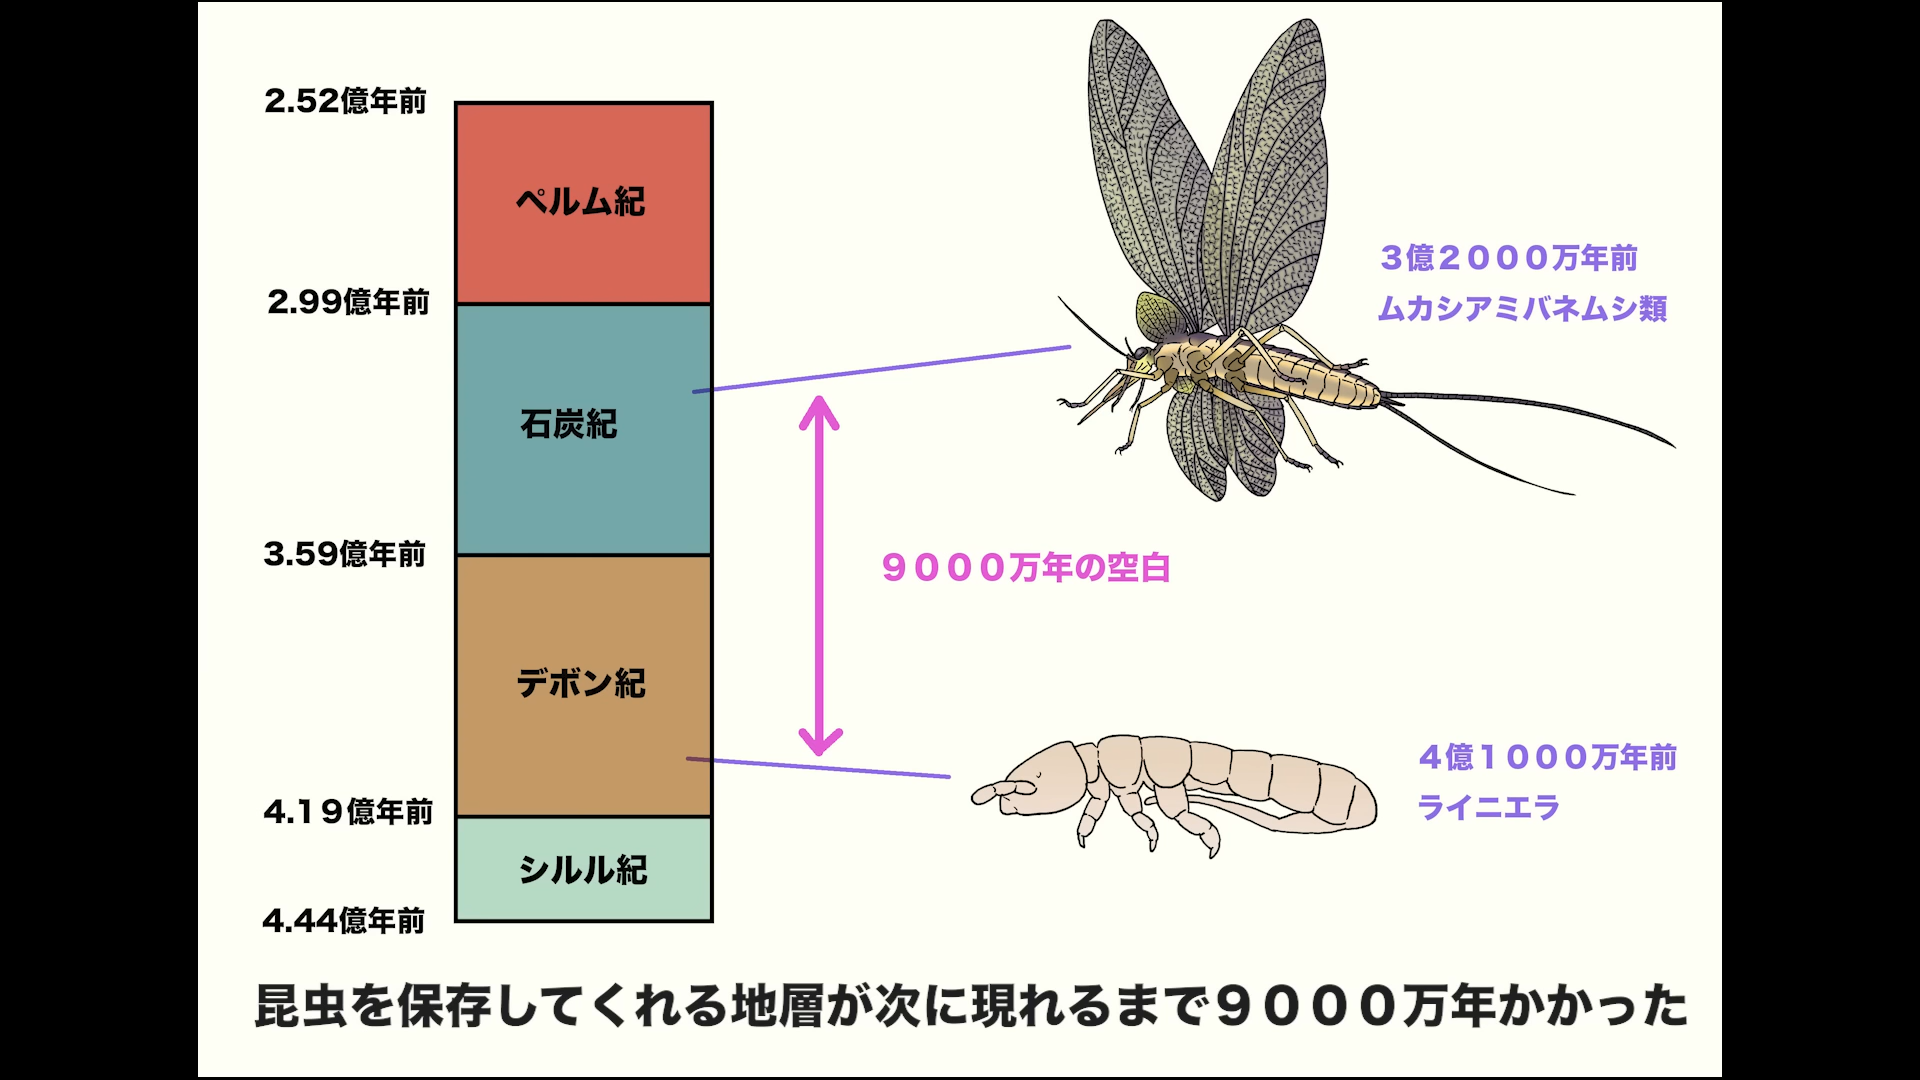 2.52億年前
ペルム紀
2.99億年前
石炭紀
3.59億年前
デボン紀
4.19億年前
シルル紀
4.44億年前
3億2000万年前
ムカシアミバネムシ類
9000万年の空白
4億1000万年前
ライニエラ
昆虫を保存してくれる地層が次に現れるまで9000万年かかった